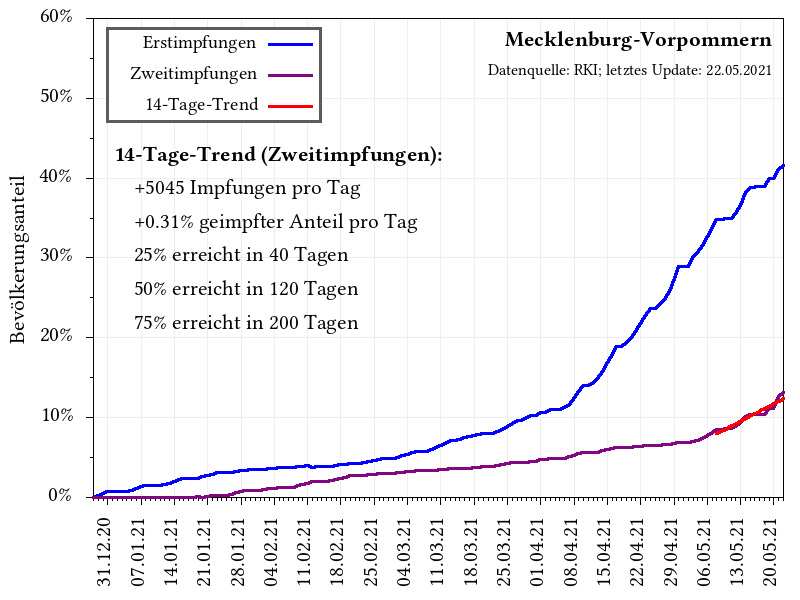 60%
50%
40%
30%
20%
10%
0%
Bevölkerungsanteil
Erstimpfungen
Zweitimpfungen
14-Tage-Trend
Mecklenburg-Vorpommern
Datenquelle: RKI; letztes Update: 22.05.2021
14-Tage-Trend (Zweitimpfungen):
+5045 Impfungen pro Tag
+0.31% geimpfter Anteil pro Tag
25% erreicht in 40 Tagen
50% erreicht in 120 Tagen
75% erreicht in 200 Tagen
31.12.20
07.01.21
14.01.21
21.01.21
28.01.21
04.02.21
11.02.21
18.02.21
25.02.21
04.03.21
11.03.21
18.03.21
25.03.21
01.04.21
08.04.21
15.04.21
22.04.21
29.04.21
06.05.21
13.05.21
20.05.21